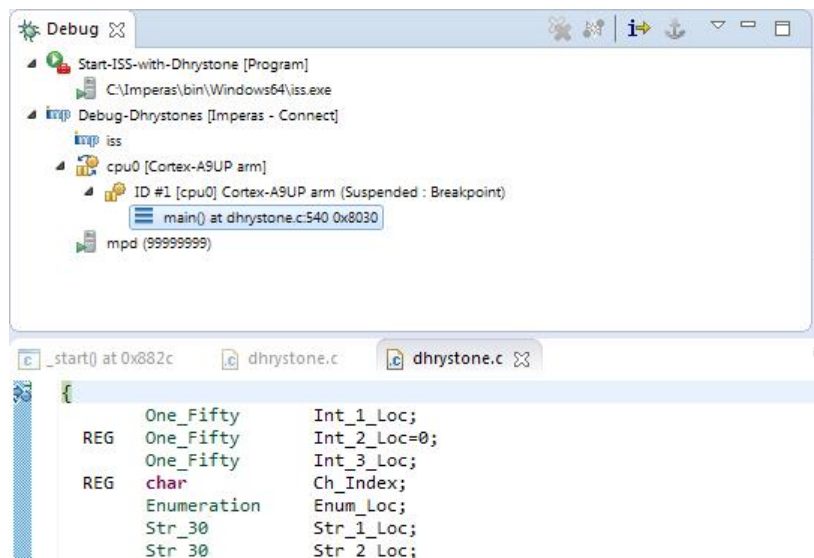 Debug
Start-ISS-with-Dhrystone [Program]
C:\Imperas\bin\Windows64\iss.exe
imp Debug-Dhrystones [Imperas - Connect]
imp iss
cpu0 [Cortex-A9UP arm]
ID #1 [cpu0] Cortex-A9UP arm (Suspended : Breakpoint)
main() at dhrystone.c:540 0x8030
mpd (99999999)
c _start() at 0x882c .c dhrystone.c .c dhrystone.c
{
One_Fifty Int_1_Loc;
REG One_Fifty Int_2_Loc=0;
One_Fifty Int_3_Loc;
REG char Ch_Index;
Enumeration Enum_Loc;
Str_30 Str_1_Loc;
Str_30 Str_2_Loc;